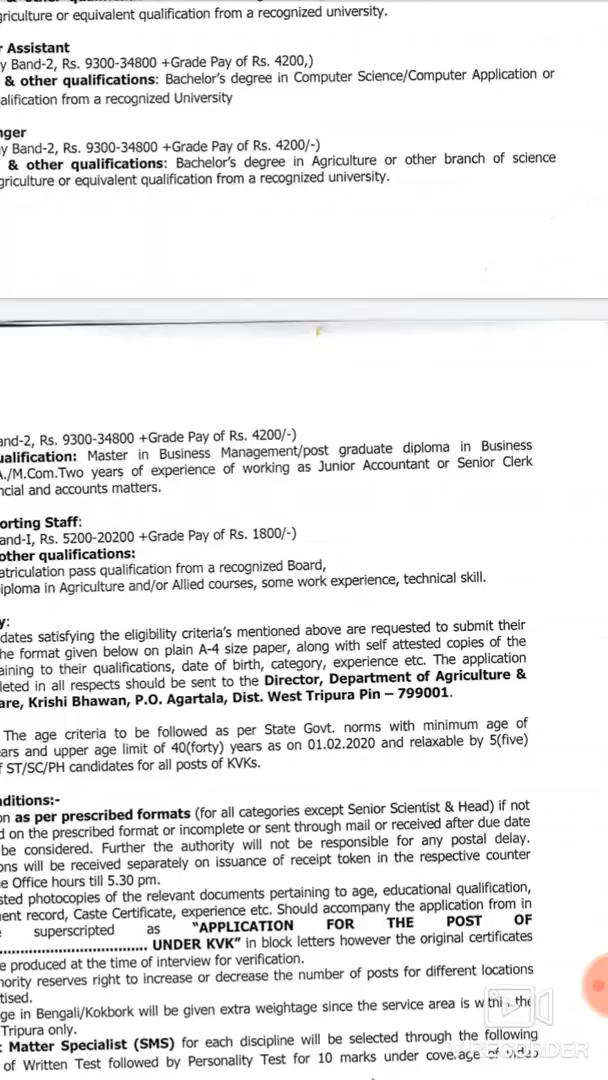 griculture or equivalent qualification from a recognized university.
r Assistant
y Band-2, Rs. 9300-34800 +Grade Pay of Rs. 4200,)
& other qualifications: Bachelor's degree in Computer Science/Computer Application or
alification from a recognized University
nger
y Band-2, Rs. 9300-34800 +Grade Pay of Rs. 4200/-)
& other qualifications: Bachelor's degree in Agriculture or other branch of science
griculture or equivalent qualification from a recognized university.
and-2, Rs. 9300-34800 +Grade Pay of Rs. 4200/-)
ualification: Master in Business Management/post graduate diploma in Business
A./M.Com.Two years of experience of working as Junior Accountant or Senior Clerk
ncial and accounts matters.
orting Staff:
and-I, Rs. 5200-20200 +Grade Pay of Rs. 1800/-)
other qualifications:
atriculation pass qualification from a recognized Board,
iploma in Agriculture and/or Allied courses, some work experience, technical skill.
y:
dates satisfying the eligibility criteria's mentioned above are requested to submit their
he format given below on plain A-4 size paper, along with self attested copies of the
aining to their qualifications, date of birth, category, experience etc. The application
leted in all respects should be sent to the Director, Department of Agriculture &
are, Krishi Bhawan, P.O. Agartala, Dist. West Tripura Pin – 799001.
The age criteria to be followed as per State Govt. norms with minimum age of
ars and upper age limit of 40(forty) years as on 01.02.2020 and relaxable by 5(five)
f ST/SC/PH candidates for all posts of KVKs.
nditions:-
on as per prescribed formats (for all categories except Senior Scientist & Head) if not
d on the prescribed format or incomplete or sent through mail or received after due date
be considered. Further the authority will not be responsible for any postal delay.
ons will be received separately on issuance of receipt token in the respective counter
e Office hours till 5.30 pm.
sted photocopies of the relevant documents pertaining to age, educational qualification,
ent record, Caste Certificate, experience etc. Should accompany the application from in
e superscripted as "APPLICATION FOR THE POST OF
................................. UNDER KVK" in block letters however the original certificates
e produced at the time of interview for verification.
hority reserves right to increase or decrease the number of posts for different locations
tised.
ge in Bengali/Kokbork will be given extra weightage since the service area is within the
Tripura only.
t Matter Specialist (SMS) for each discipline will be selected through the following
of Written Test followed by Personality Test for 10 marks under coverage of video
RECORDER